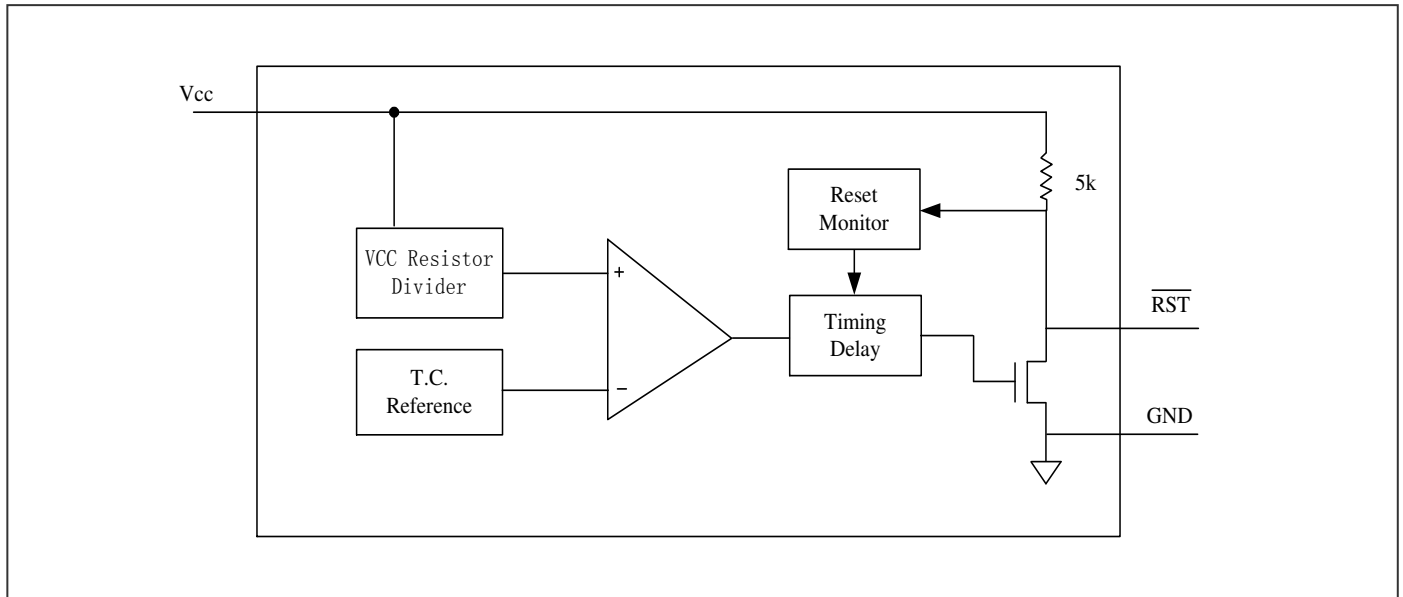 Vcc
5k
Reset
Monitor
VCC Resistor
Divider
+
RST
Timing
Delay
T.C.
Reference
−
GND